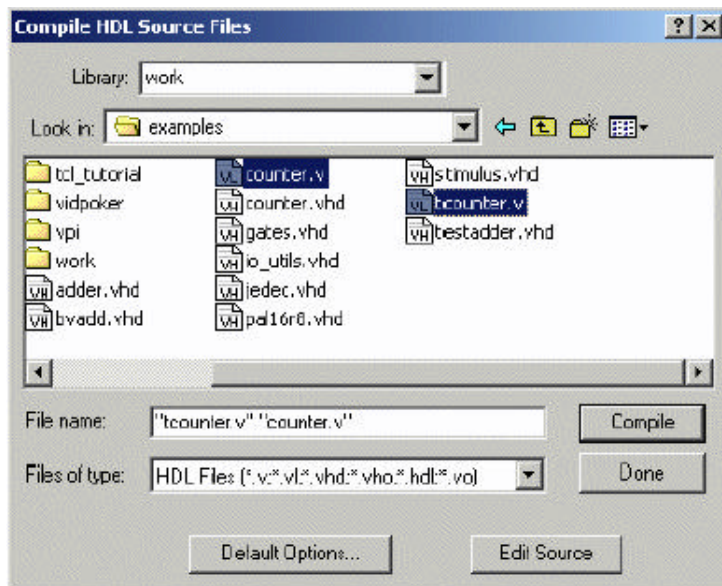 Compile HDL Source Files
Library: work
Look in: examples
tcl_tutorial
vidpoker
vpi
work
adder.vhd
bvadd.vhd
counter.v
counter.vhd
gates.vhd
io_utils.vhd
jedec.vhd
pal16r8.vhd
stimulus.vhd
tcounter.v
testadder.vhd
File name: "tcounter.v" "counter.v"
Compile
Files of type: HDL Files (*.v;*.vl;*.vhd;*.vho;*.hdl;*.vo)
Done
Default Options...
Edit Source